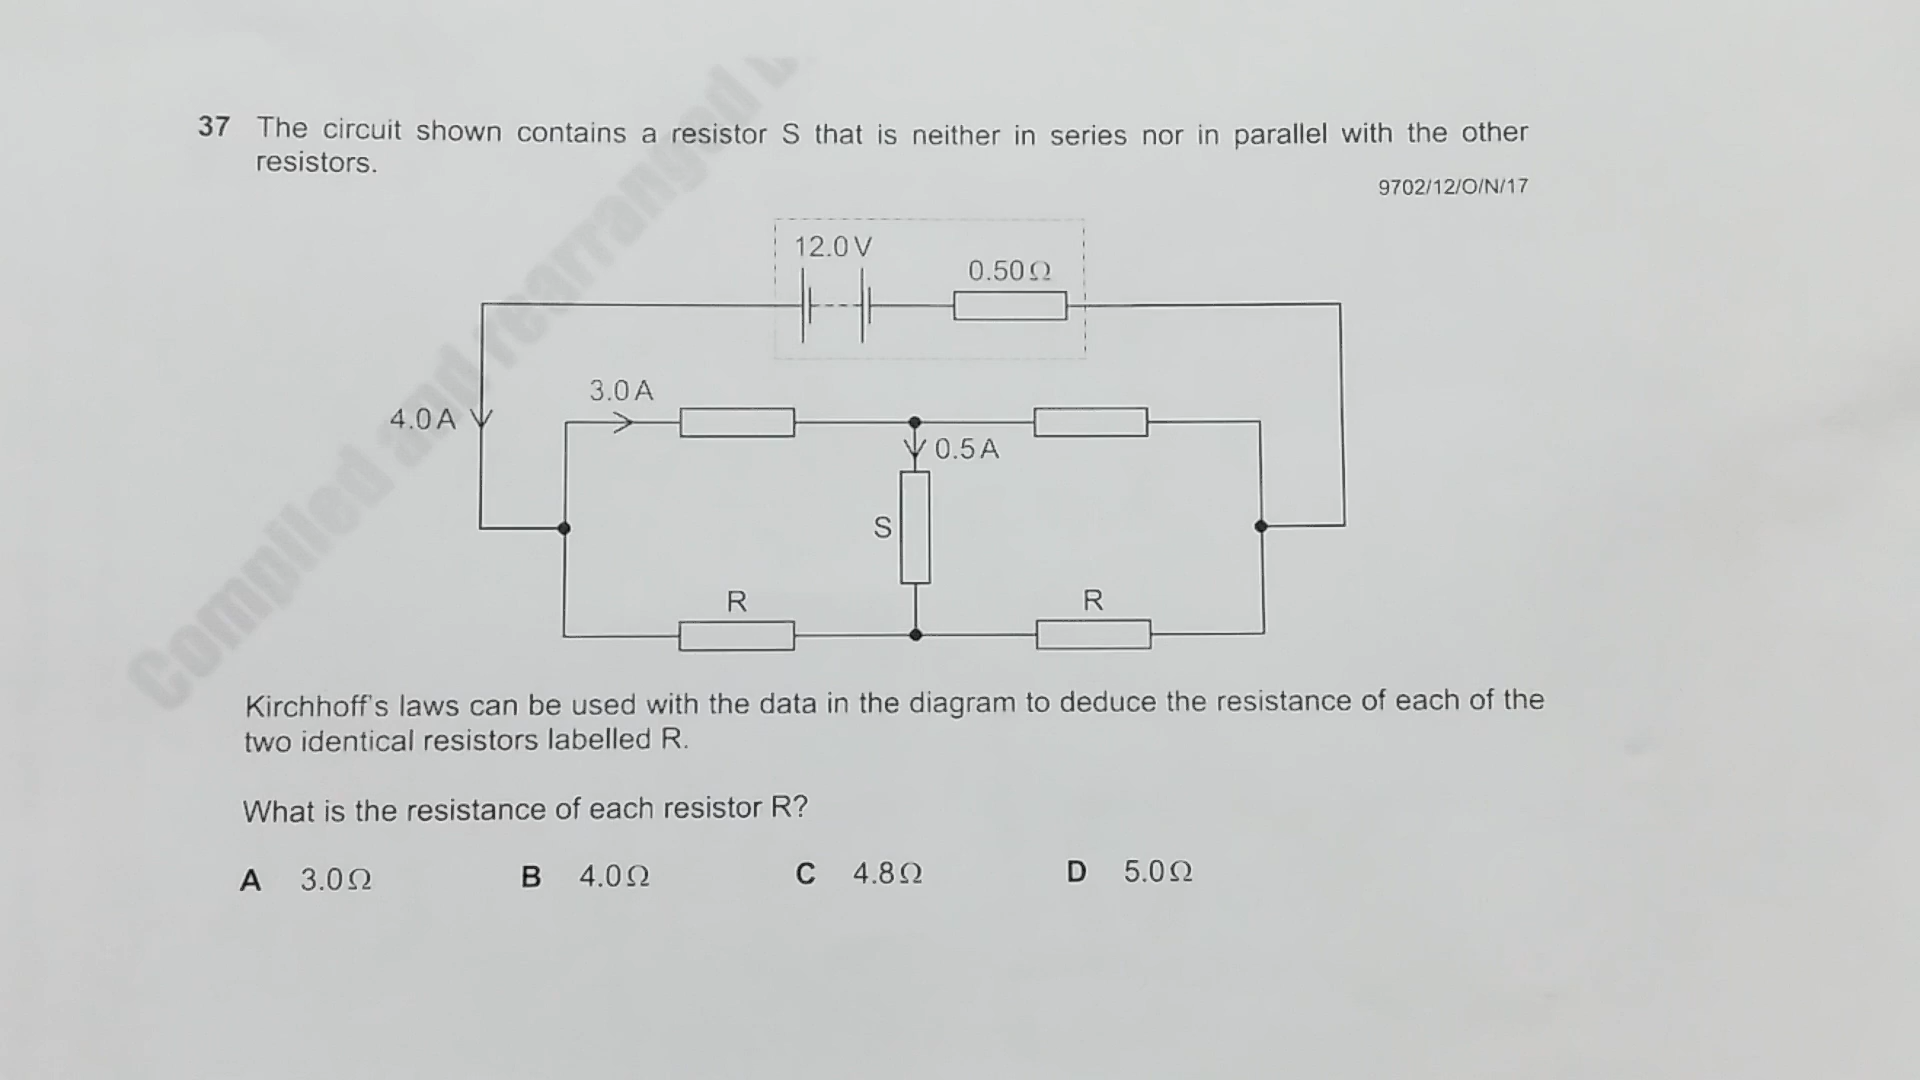 37 The circuit shown contains a resistor S that is neither in series nor in parallel with the other
resistors.
9702/12/O/N/17
12.0 V
0.50 Ω
3.0 A
4.0 A
0.5 A
S
R
R
Kirchhoff's laws can be used with the data in the diagram to deduce the resistance of each of the
two identical resistors labelled R.
What is the resistance of each resistor R?
A 3.0 Ω B 4.0 Ω C 4.8 Ω D 5.0 Ω
compiled and rearranged